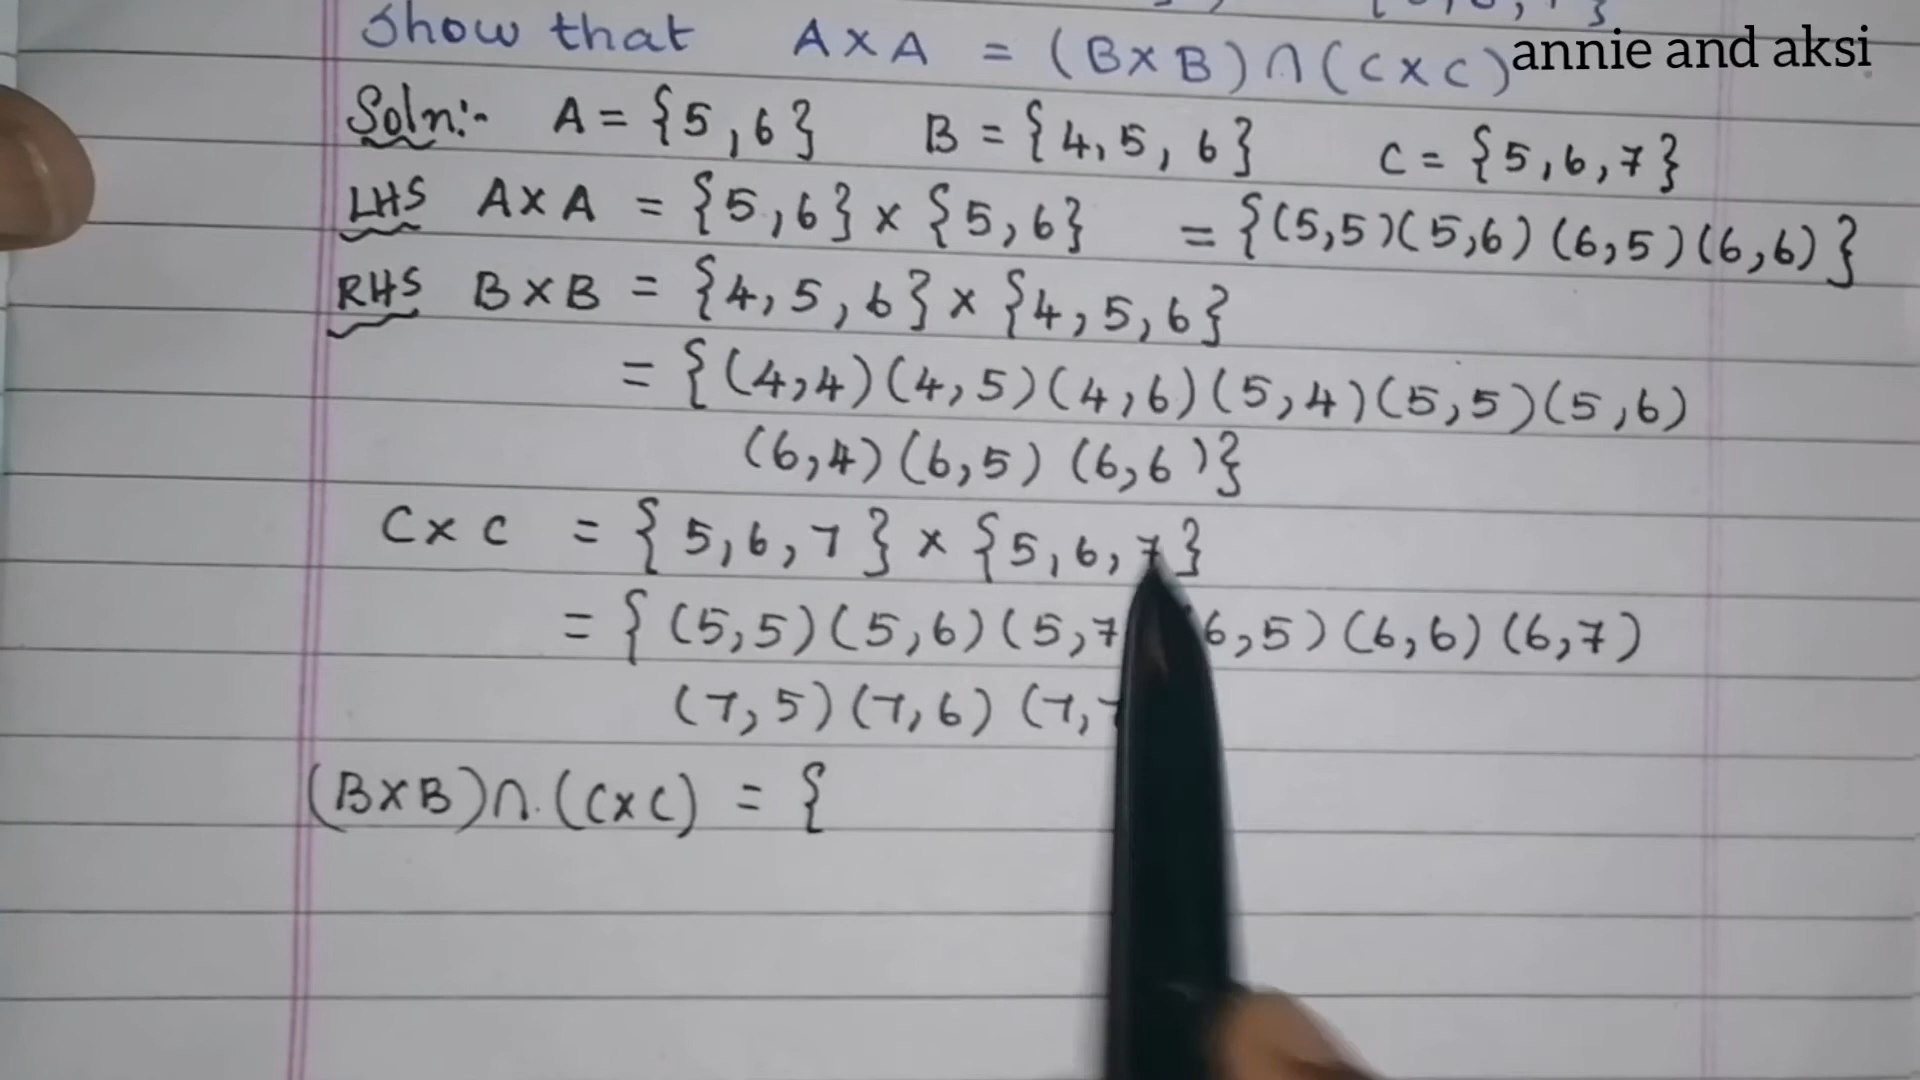 Show that A×A = (B×B)∩(C×C)
annie and aksi
Soln:- A = {5,6} B = {4,5,6} C = {5,6,7}
LHS A×A = {5,6} × {5,6} = {(5,5)(5,6)(6,5)(6,6)}
RHS B×B = {4,5,6} × {4,5,6}
= {(4,4)(4,5)(4,6)(5,4)(5,5)(5,6)
(6,4)(6,5)(6,6)}
C×C = {5,6,7} × {5,6,7}
= {(5,5)(5,6)(5,7 6,5)(6,6)(6,7)
(7,5)(7,6)(7,
(B×B)∩.(C×C) = {